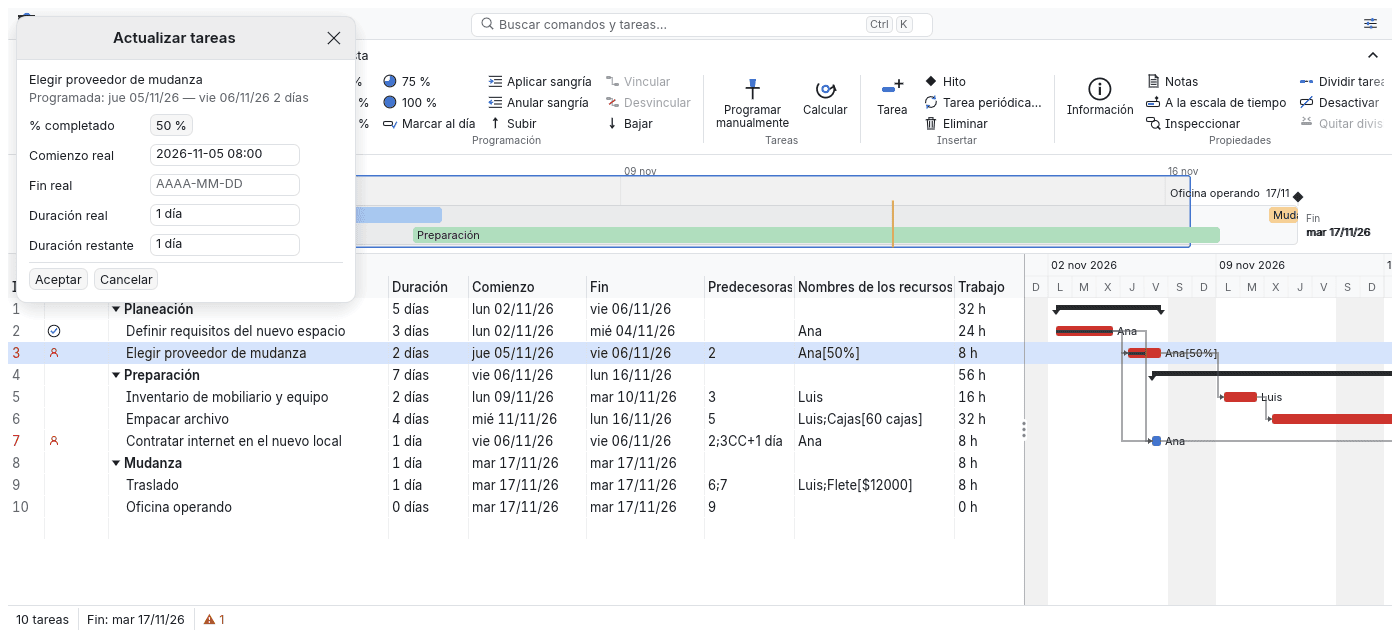 Buscar comandos y tareas... Ctrl K
Actualizar tareas
Elegir proveedor de mudanza
Programada: jue 05/11/26 — vie 06/11/26 2 días
% completado 50 %
Comienzo real 2026-11-05 08:00
Fin real AAAA-MM-DD
Duración real 1 día
Duración restante 1 día
Aceptar Cancelar
75 % Aplicar sangría Vincular
100 % Anular sangría Desvincular
% Marcar al día Subir Bajar
Programación
Programar manualmente Calcular
Tareas
Tarea Hito
Tarea periódica...
Eliminar
Insertar
Información Notas Dividir tarea
A la escala de tiempo Desactivar
Inspeccionar Quitar divis
Propiedades
09 nov 16 nov
Oficina operando 17/11
Muda
Preparación
Fin
mar 17/11/26
Duración Comienzo Fin Predecesoras Nombres de los recursos Trabajo
1 Planeación 5 días lun 02/11/26 vie 06/11/26 32 h
2 Definir requisitos del nuevo espacio 3 días lun 02/11/26 mié 04/11/26 Ana 24 h
3 Elegir proveedor de mudanza 2 días jue 05/11/26 vie 06/11/26 2 Ana[50%] 8 h
4 Preparación 7 días vie 06/11/26 lun 16/11/26 56 h
5 Inventario de mobiliario y equipo 2 días lun 09/11/26 mar 10/11/26 3 Luis 16 h
6 Empacar archivo 4 días mié 11/11/26 lun 16/11/26 5 Luis;Cajas[60 cajas] 32 h
7 Contratar internet en el nuevo local 1 día vie 06/11/26 vie 06/11/26 2;3CC+1 día Ana 8 h
8 Mudanza 1 día mar 17/11/26 mar 17/11/26 8 h
9 Traslado 1 día mar 17/11/26 mar 17/11/26 6;7 Luis;Flete[$12000] 8 h
10 Oficina operando 0 días mar 17/11/26 mar 17/11/26 9 0 h
02 nov 2026 09 nov 2026 1
D L M X J V S D L M X J V S D
Ana
Ana[50%]
Luis
Ana
10 tareas Fin: mar 17/11/26 1